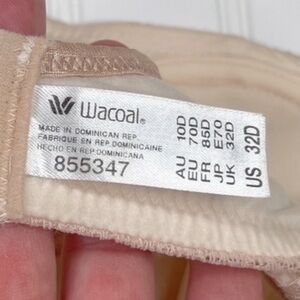 Wacoal®
MADE IN DOMINICAN REP.
FABRIQUE EN REP. DOMINICAINE
HECHO EN REP. DOMINICANA
855347
AU 10D
EU 70D
FR 85D
JP E70
UK 32D
US 32D